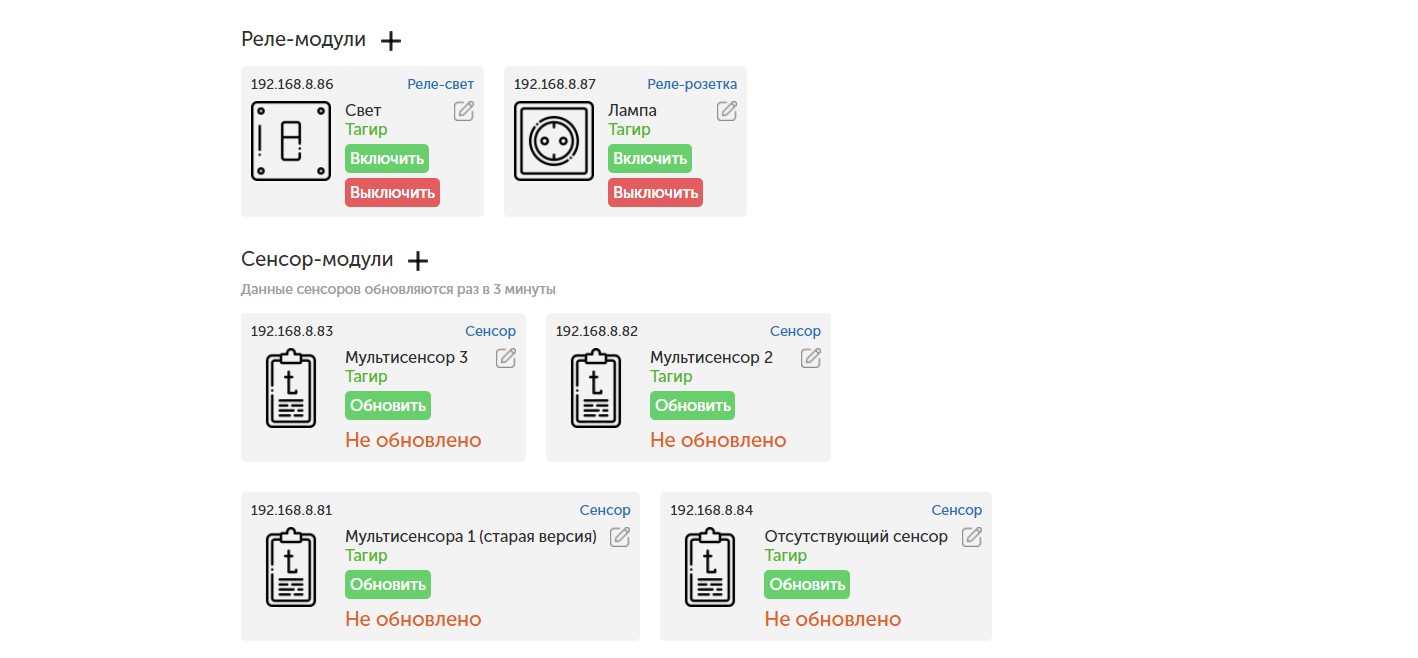 Реле-модули
192.168.8.86 Реле-свет
Свет
Тагир
Включить
Выключить
192.168.8.87 Реле-розетка
Лампа
Тагир
Включить
Выключить
Сенсор-модули
Данные сенсоров обновляются раз в 3 минуты
192.168.8.83 Сенсор
t
Мультисенсор 3
Тагир
Обновить
Не обновлено
192.168.8.82 Сенсор
t
Мультисенсор 2
Тагир
Обновить
Не обновлено
192.168.8.81 Сенсор
t
Мультисенсора 1 (старая версия)
Тагир
Обновить
Не обновлено
192.168.8.84 Сенсор
t
Отсутствующий сенсор
Тагир
Обновить
Не обновлено